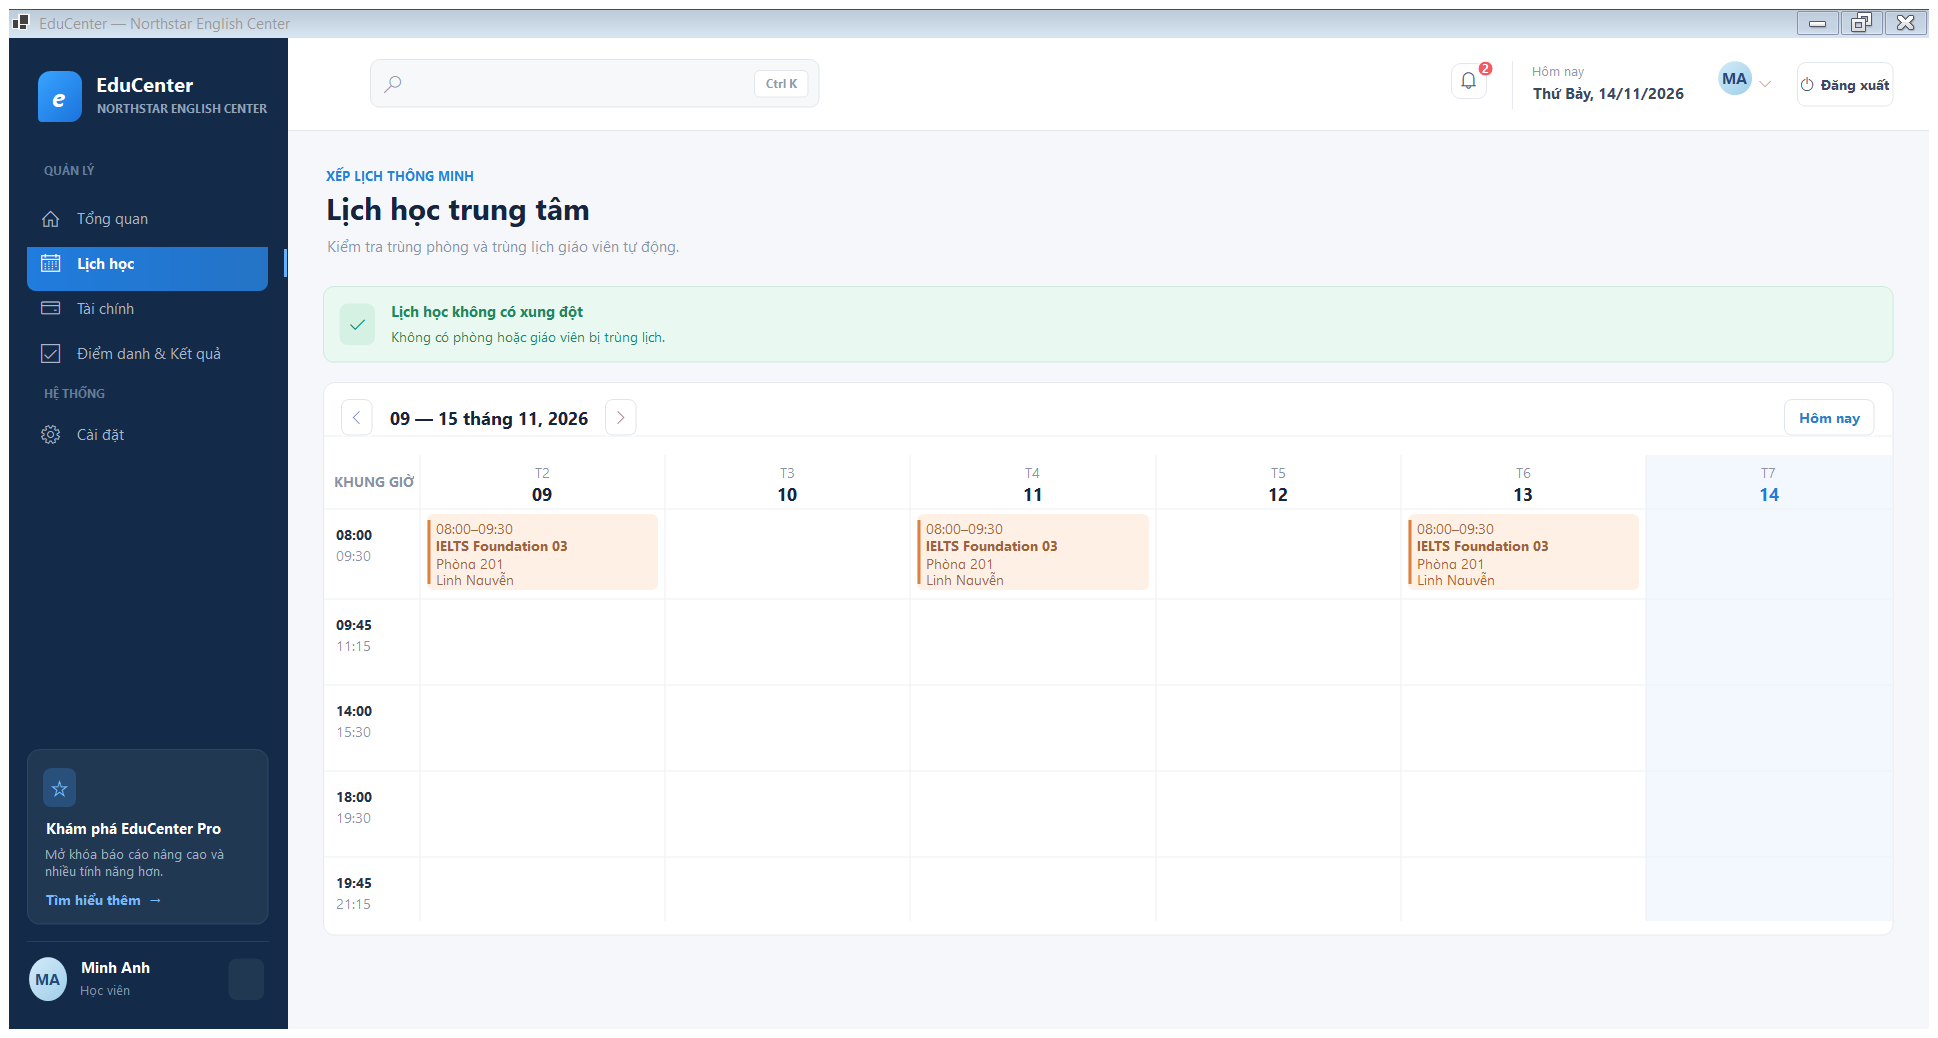 EduCenter — Northstar English Center
e
EduCenter
NORTHSTAR ENGLISH CENTER
QUẢN LÝ
Tổng quan
Lịch học
Tài chính
Điểm danh & Kết quả
HỆ THỐNG
Cài đặt
Khám phá EduCenter Pro
Mở khóa báo cáo nâng cao và
nhiều tính năng hơn.
Tìm hiểu thêm →
MA
Minh Anh
Học viên
Ctrl K
2
Hôm nay
Thứ Bảy, 14/11/2026
MA
Đăng xuất
XẾP LỊCH THÔNG MINH
Lịch học trung tâm
Kiểm tra trùng phòng và trùng lịch giáo viên tự động.
Lịch học không có xung đột
Không có phòng hoặc giáo viên bị trùng lịch.
09 — 15 tháng 11, 2026
Hôm nay
KHUNG GIỜ
T2
09
T3
10
T4
11
T5
12
T6
13
T7
14
08:00
09:30
08:00–09:30
IELTS Foundation 03
Phòng 201
Linh Nguyễn
08:00–09:30
IELTS Foundation 03
Phòng 201
Linh Nguyễn
08:00–09:30
IELTS Foundation 03
Phòng 201
Linh Nguyễn
09:45
11:15
14:00
15:30
18:00
19:30
19:45
21:15